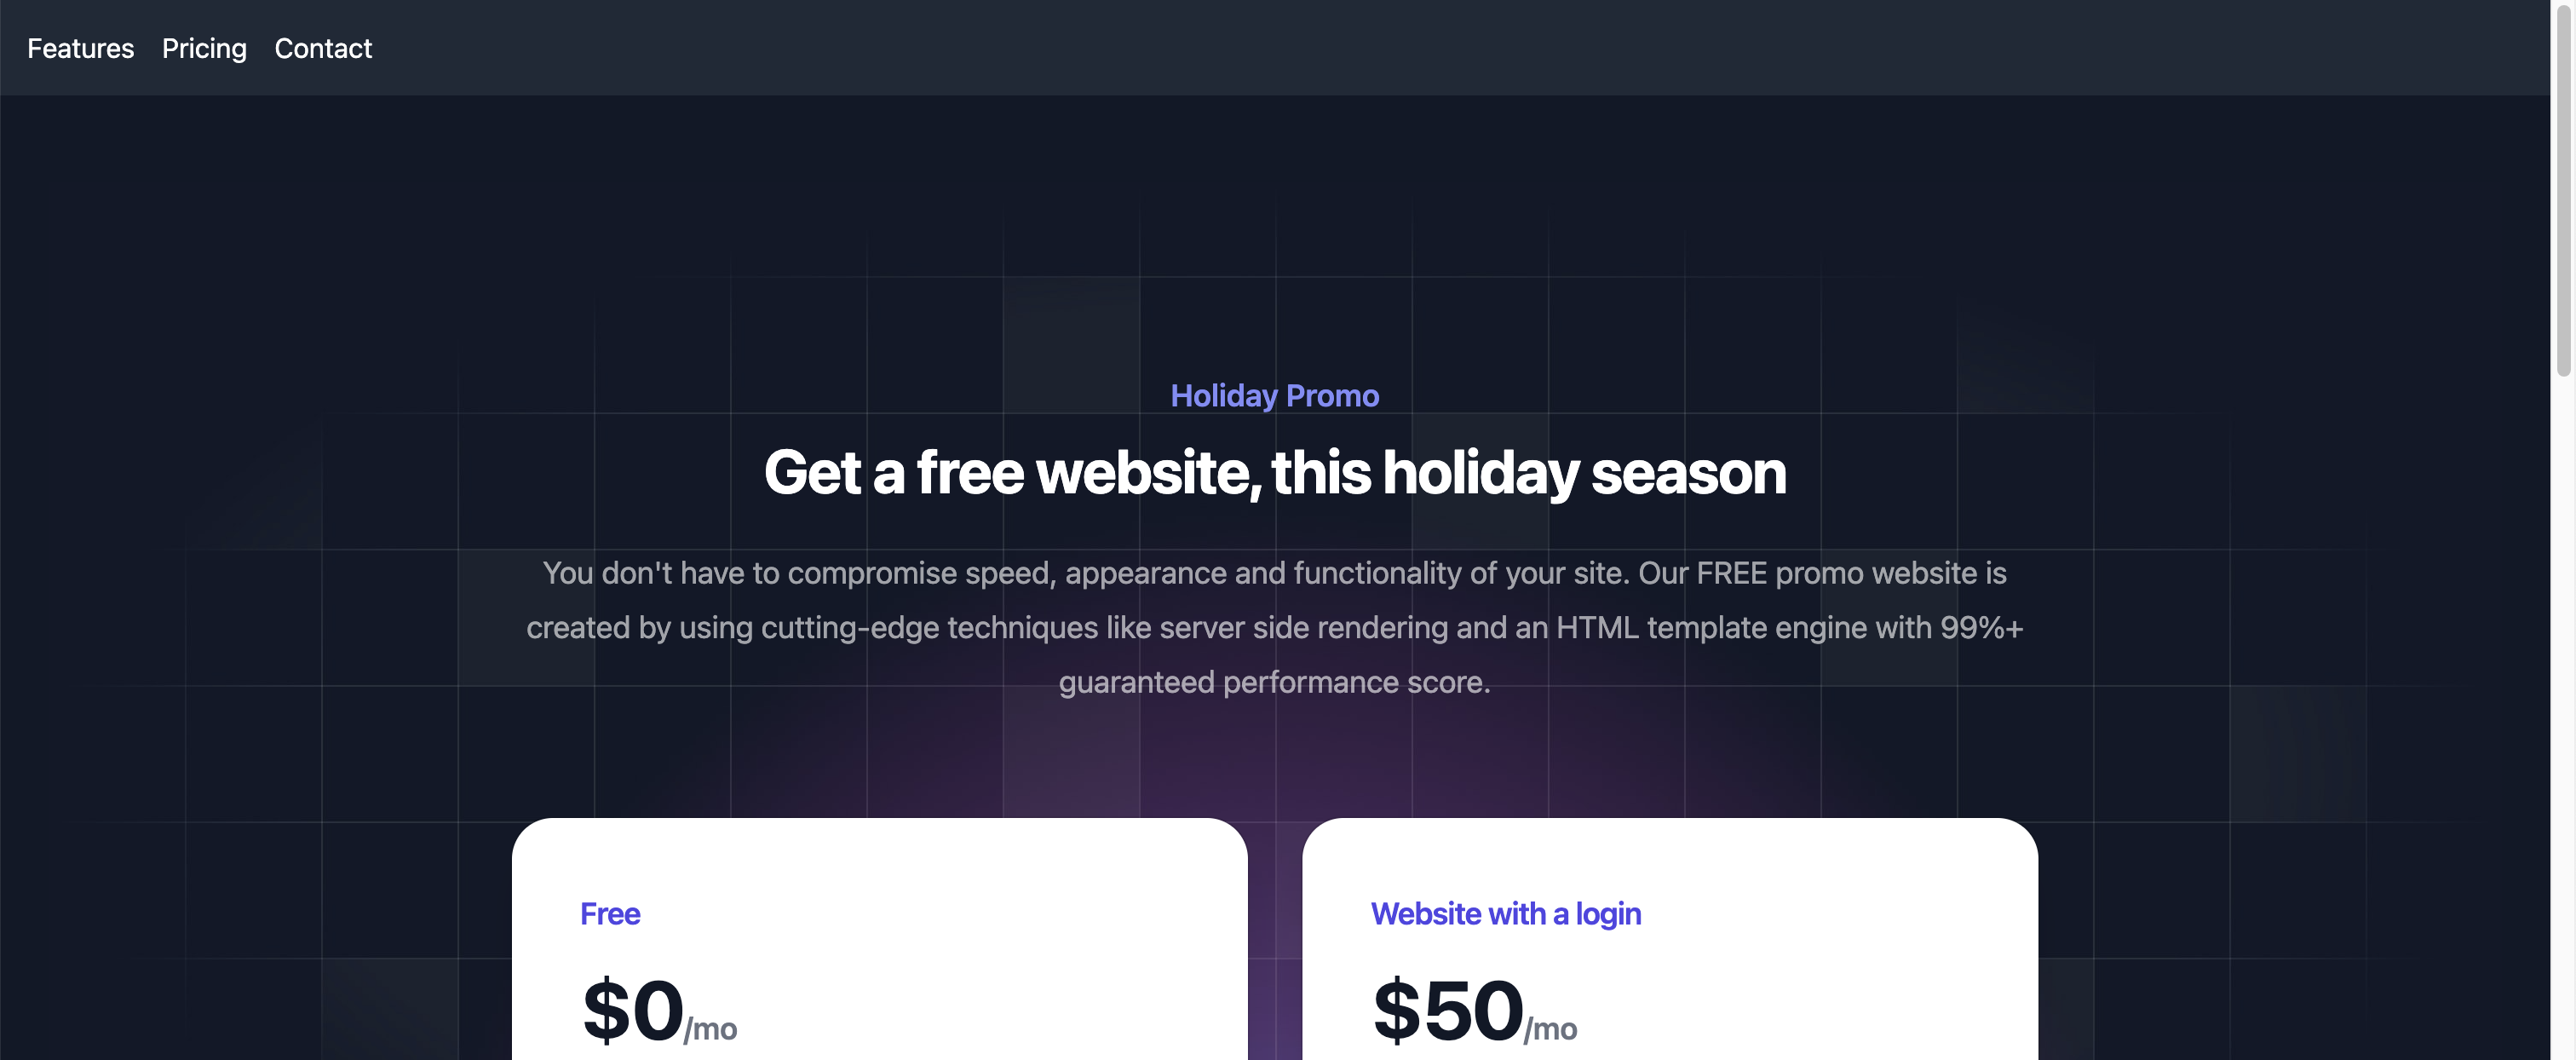 Features Pricing Contact
Holiday Promo
Get a free website, this holiday season
You don't have to compromise speed, appearance and functionality of your site. Our FREE promo website is
created by using cutting-edge techniques like server side rendering and an HTML template engine with 99%+
guaranteed performance score.
Free
$0/mo
Website with a login
$50/mo